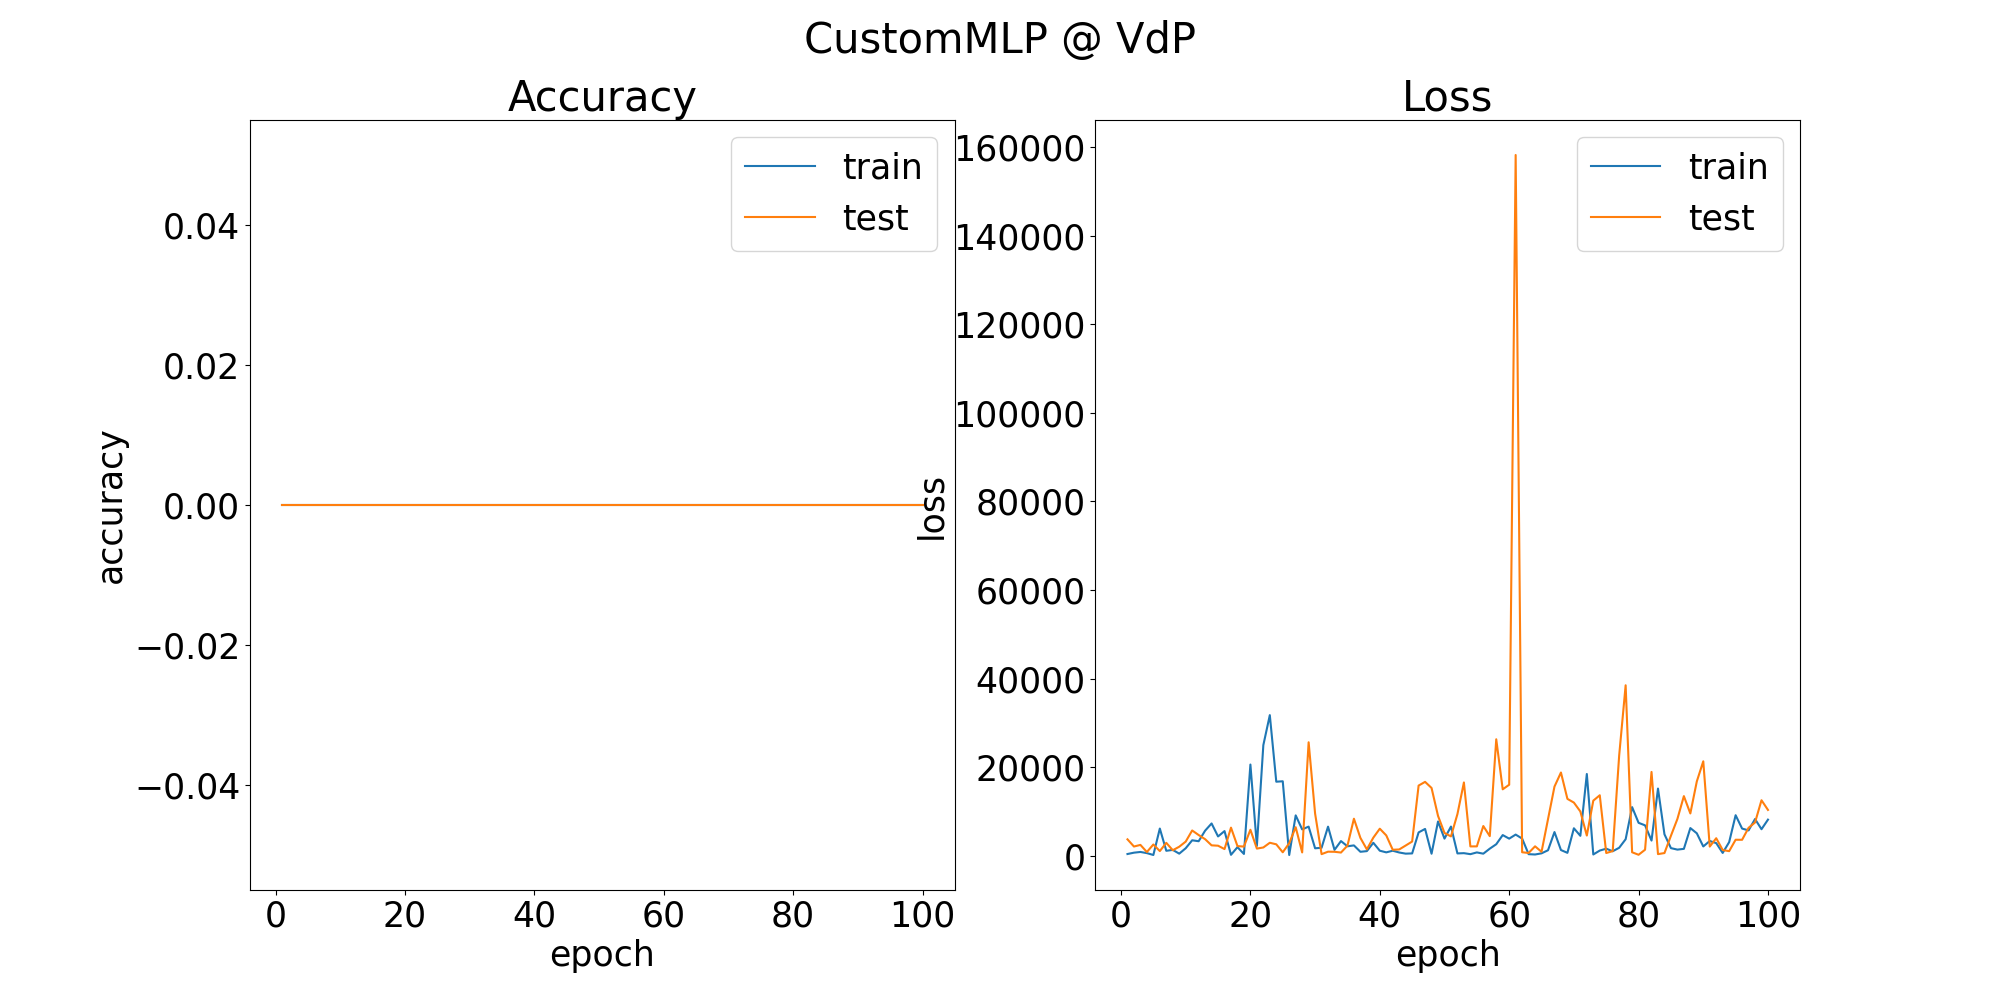 CustomMLP @ VdP
Accuracy
train
test
0.04
0.02
0.00
−0.02
−0.04
accuracy
0 20 40 60 80 100
epoch
Loss
train
test
160000
140000
120000
100000
80000
60000
40000
20000
0
loss
0 20 40 60 80 100
epoch